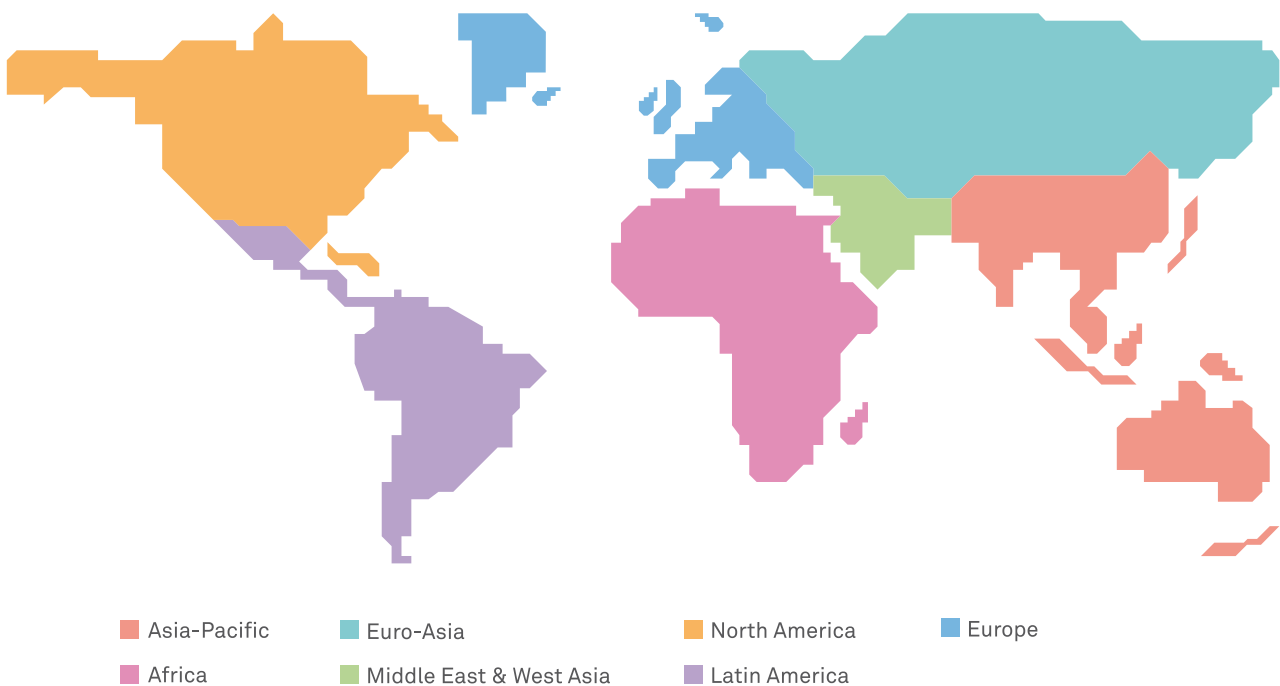 Asia-Pacific
Euro-Asia
North America
Europe
Africa
Middle East & West Asia
Latin America